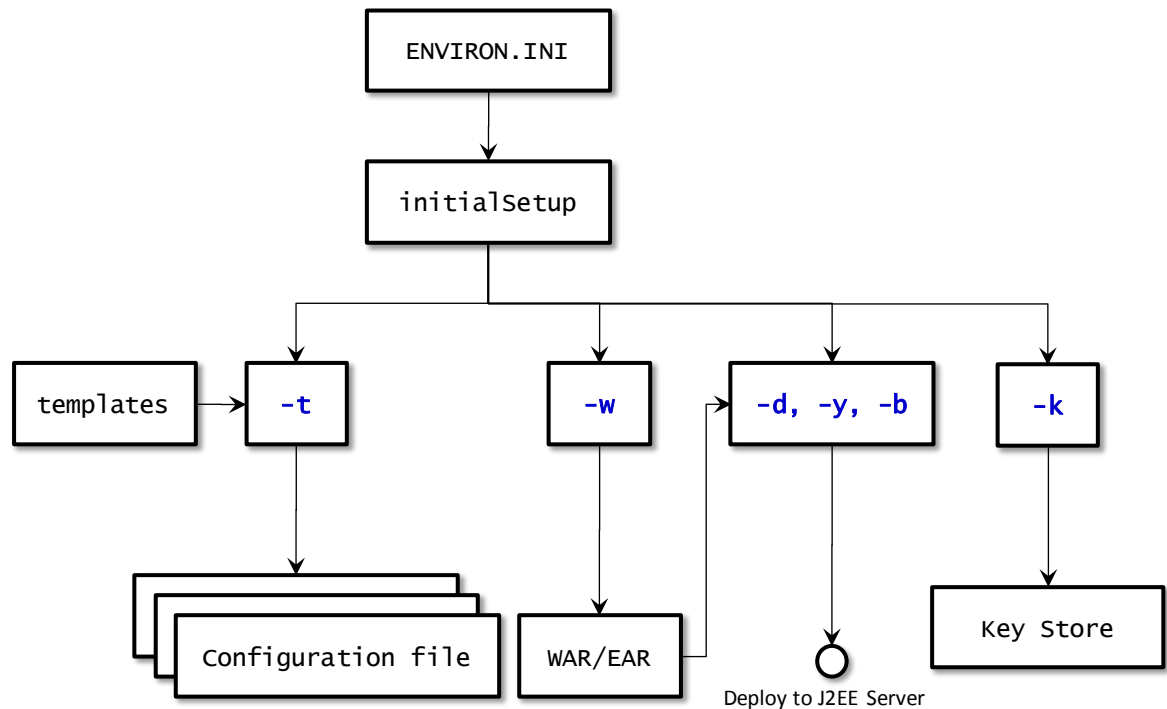 ENVIRON.INI
initialSetup
templates
-t
-w
-d, -y, -b
-k
Configuration file
WAR/EAR
Key Store
Deploy to J2EE Server